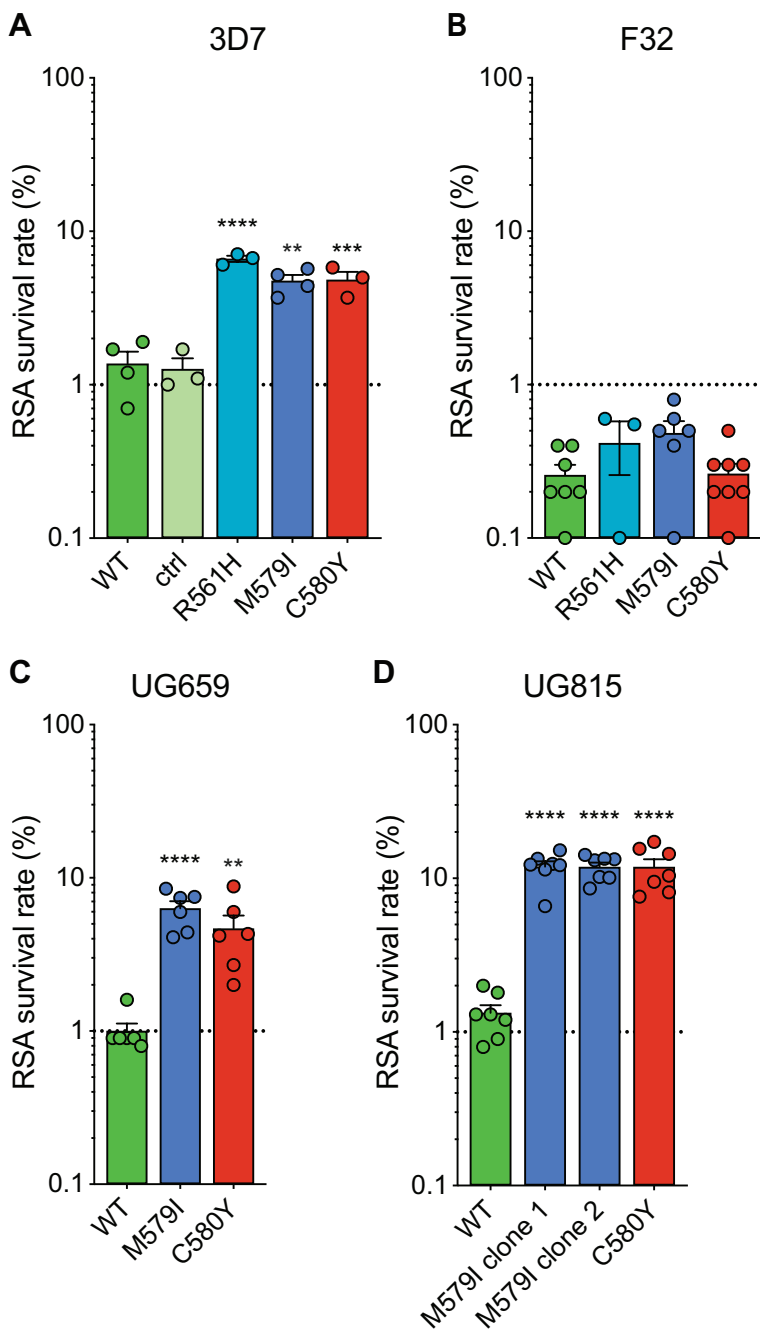 A
3D7
RSA survival rate (%)
100
10
1
0.1
****
**
***
WT
ctrl
R561H
M579I
C580Y
B
F32
RSA survival rate (%)
100
10
1
0.1
WT
R561H
M579I
C580Y
C
UG659
RSA survival rate (%)
100
10
1
0.1
****
**
WT
M579I
C580Y
D
UG815
RSA survival rate (%)
100
10
1
0.1
****
****
****
WT
M579I clone 1
M579I clone 2
C580Y